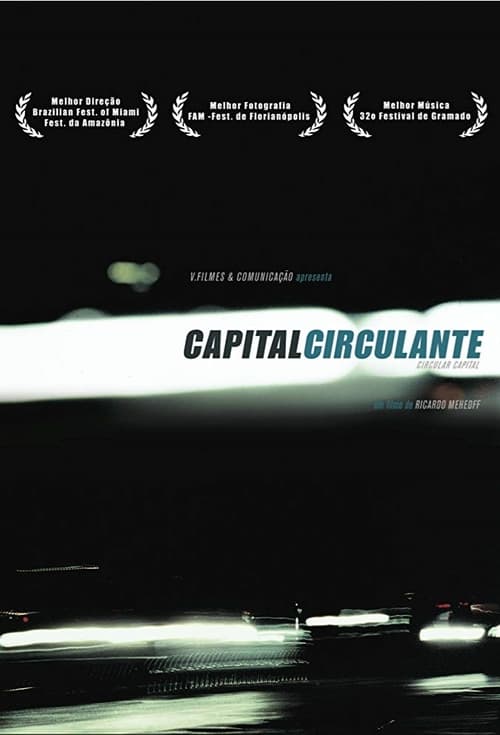 Melhor Direção
Brazilian Fest. of Miami
Fest. da Amazônia
Melhor Fotografia
FAM -Fest. de Florianópolis
Melhor Música
32o Festival de Gramado
V.FILMES & COMUNICAÇÃO apresenta
CAPITALCIRCULANTE
CIRCULAR CAPITAL
um filme de RICARDO MEHEDFF